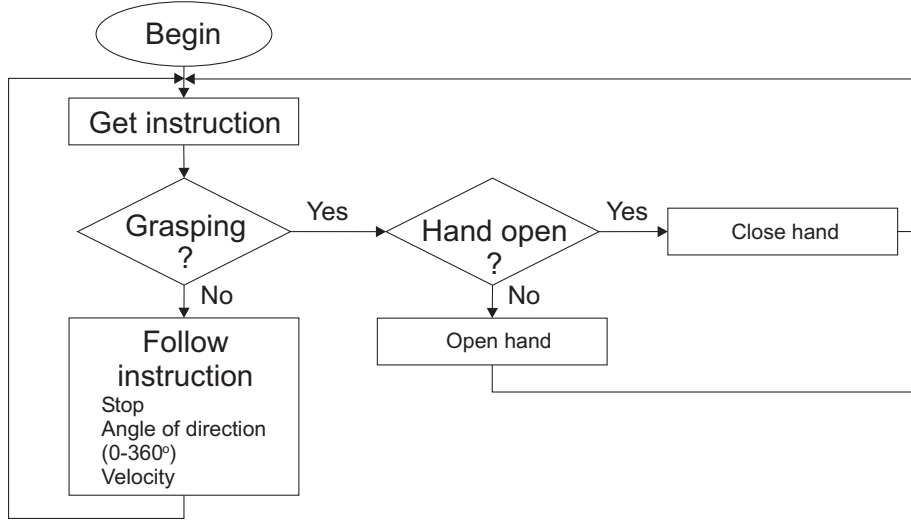 Begin
Get instruction
Grasping
?
Yes
Hand open
?
Yes
Close hand
No
No
Follow
instruction
Stop
Angle of direction
(0-360º)
Velocity
Open hand